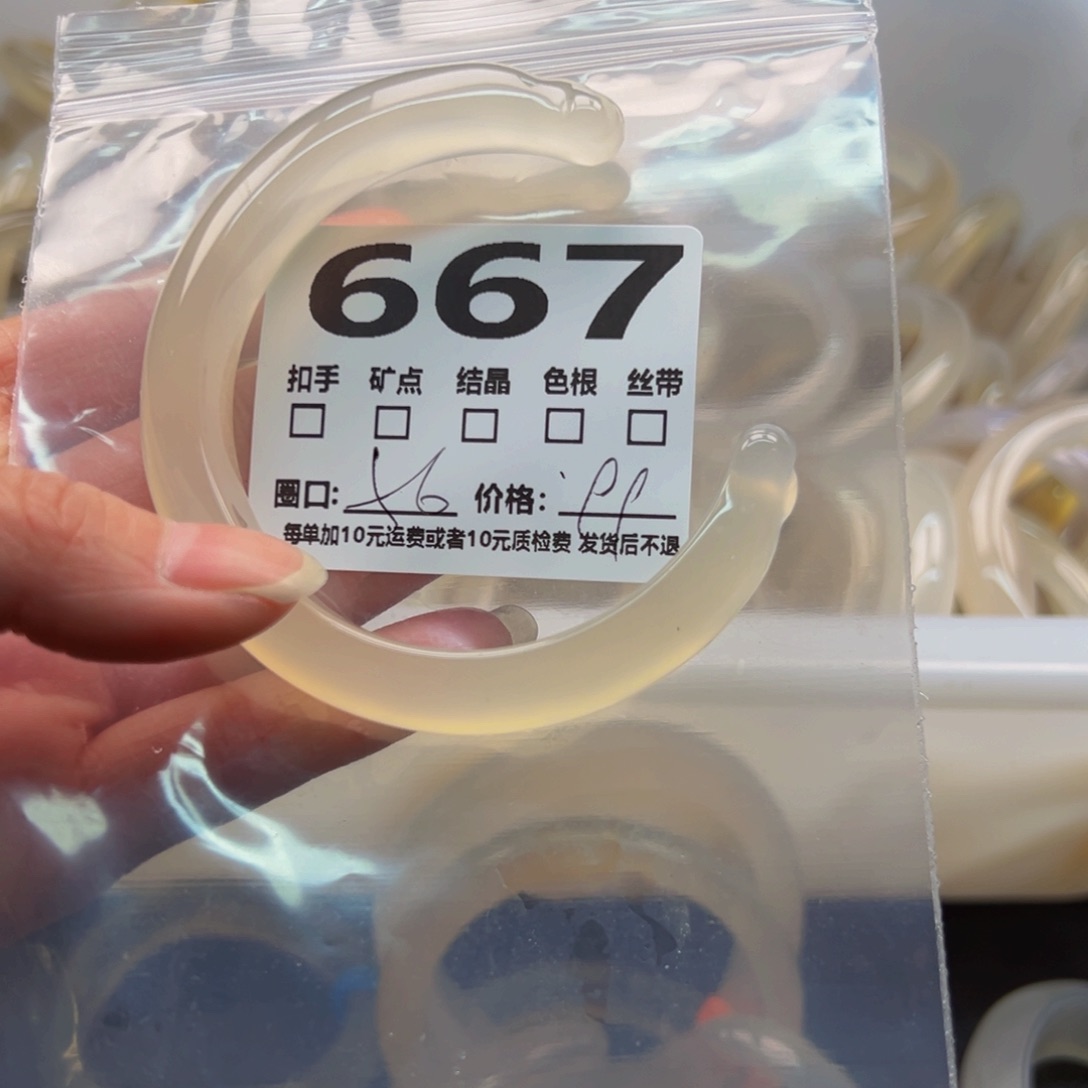 667
扣手 矿点 结晶 色根 丝带
圈口: 价格:
每单加10元运费或者10元质检费 发货后不退